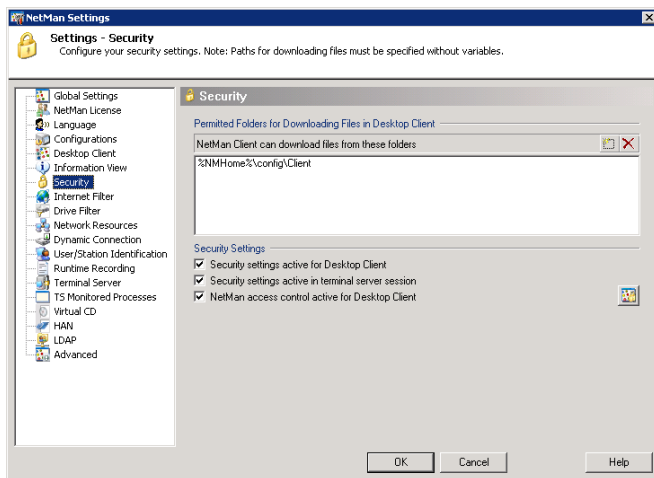 NetMan Settings
Settings - Security
Configure your security settings. Note: Paths for downloading files must be specified without variables.
Global Settings
NetMan License
Language
Configurations
Desktop Client
Information View
Security
Internet Filter
Drive Filter
Network Resources
Dynamic Connection
User/Station Identification
Runtime Recording
Terminal Server
TS Monitored Processes
Virtual CD
HAN
LDAP
Advanced
Security
Permitted Folders for Downloading Files in Desktop Client
NetMan Client can download files from these folders
%NMHome%\config\Client
Security Settings
Security settings active for Desktop Client
Security settings active in terminal server session
NetMan access control active for Desktop Client
OK Cancel Help